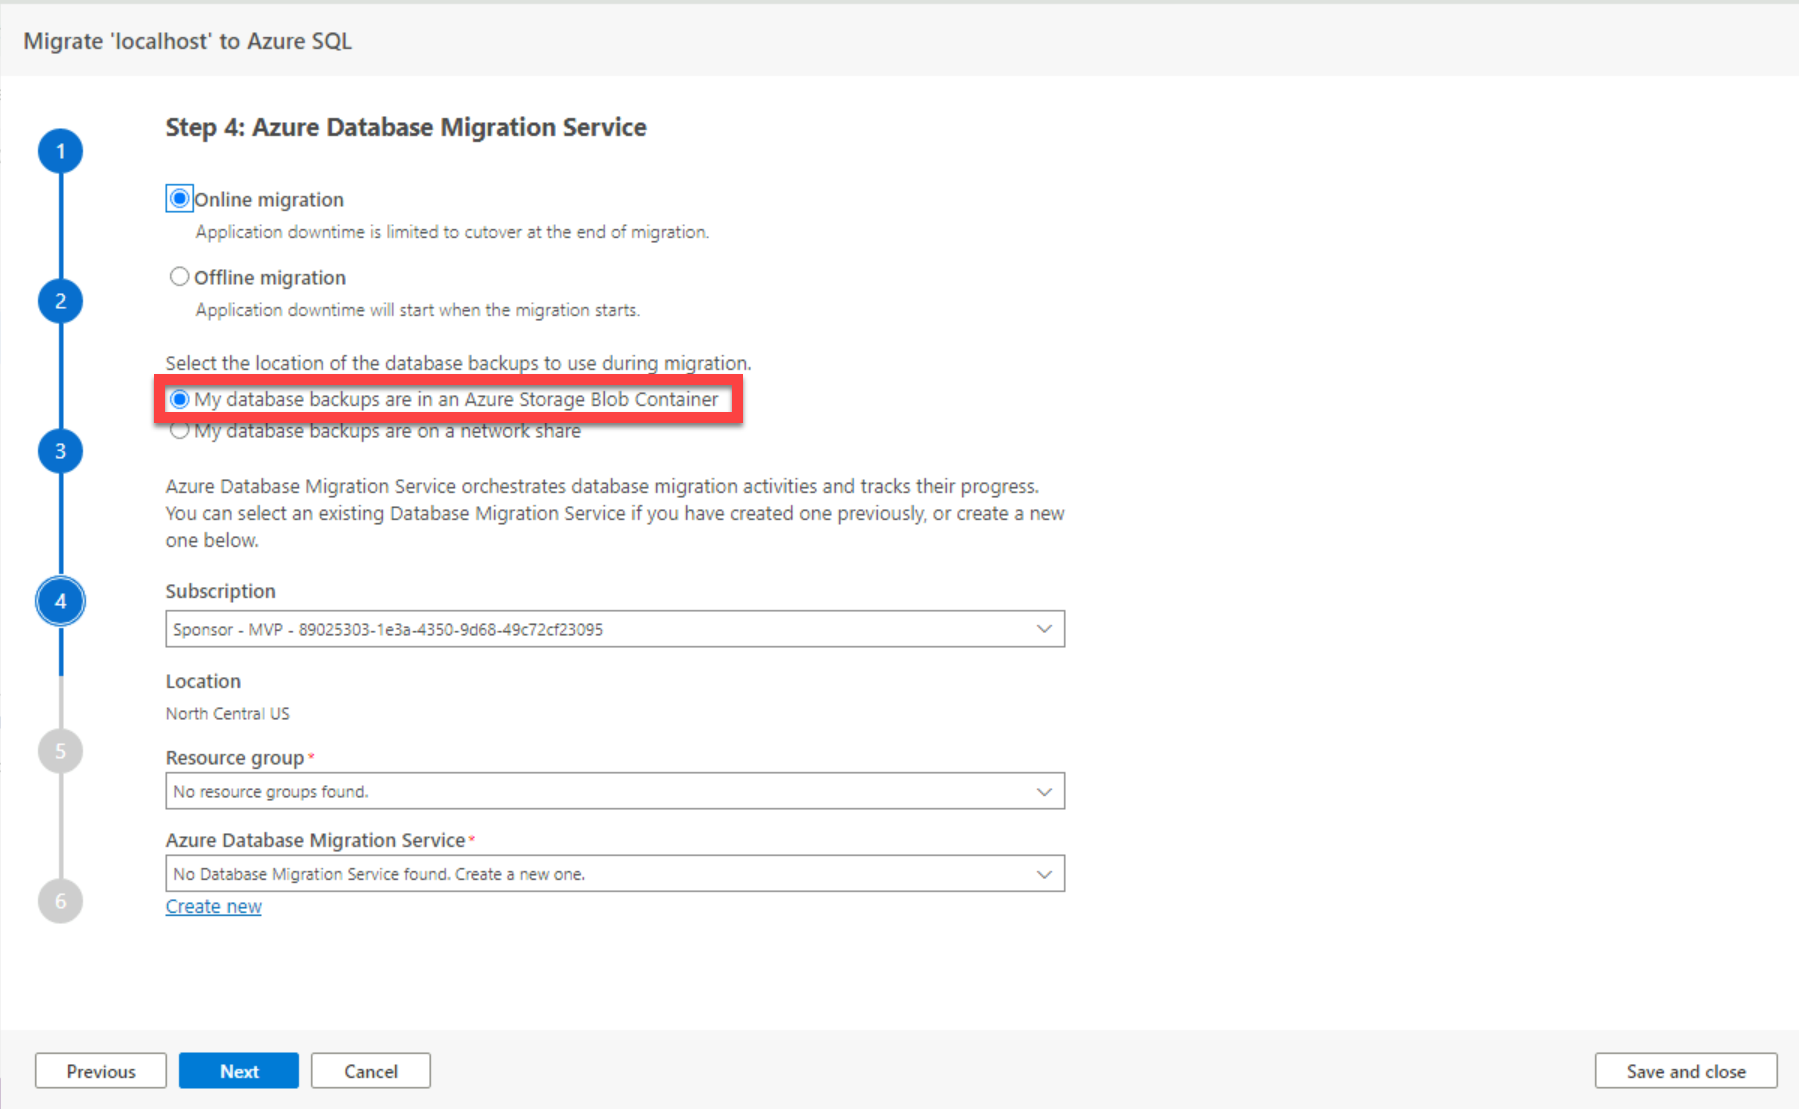 Migrate 'localhost' to Azure SQL
Step 4: Azure Database Migration Service
1
Online migration
Application downtime is limited to cutover at the end of migration.
Offline migration
2
Application downtime will start when the migration starts.
Select the location of the database backups to use during migration.
My database backups are in an Azure Storage Blob Container
My database backups are on a network share
3
Azure Database Migration Service orchestrates database migration activities and tracks their progress.
You can select an existing Database Migration Service if you have created one previously, or create a new
one below.
Subscription
4
Sponsor - MVP - 89025303-1e3a-4350-9d68-49c72cf23095
Location
North Central US
5
Resource group *
No resource groups found.
Azure Database Migration Service *
No Database Migration Service found. Create a new one.
6
Create new
Previous
Next
Cancel
Save and close